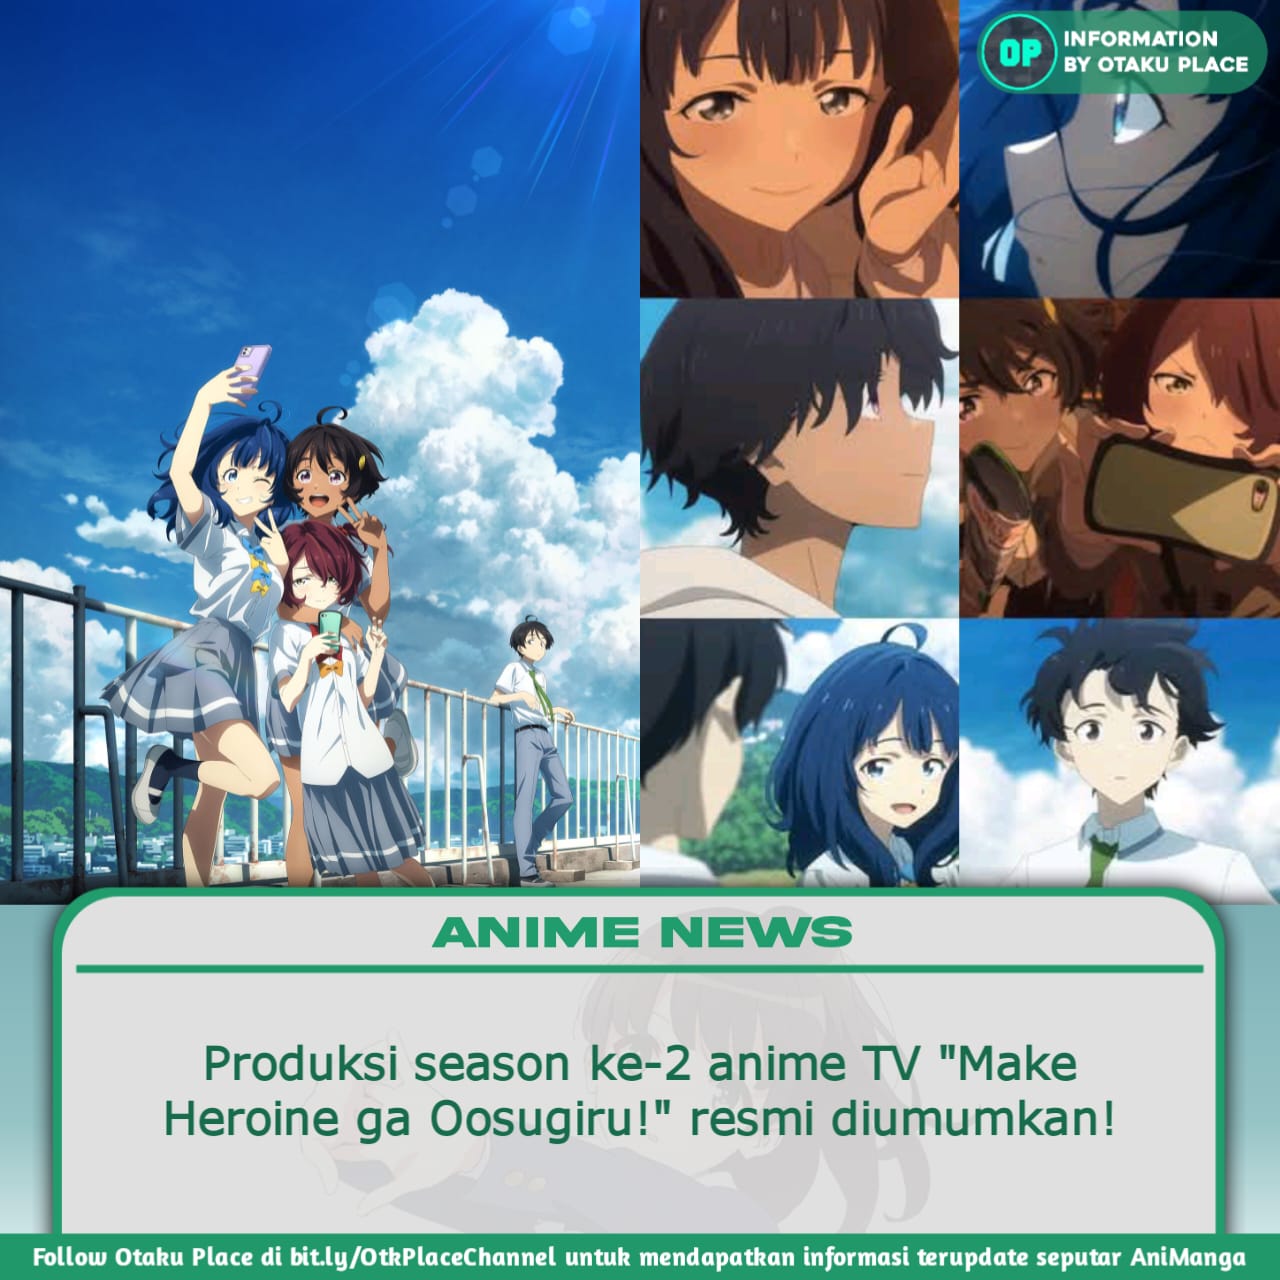 OP
INFORMATION
BY OTAKU PLACE
ANIME NEWS
Produksi season ke-2 anime TV "Make
Heroine ga Oosugiru!" resmi diumumkan!
Follow Otaku Place di bit.ly/OtkPlaceChannel untuk mendapatkan informasi terupdate seputar AniManga